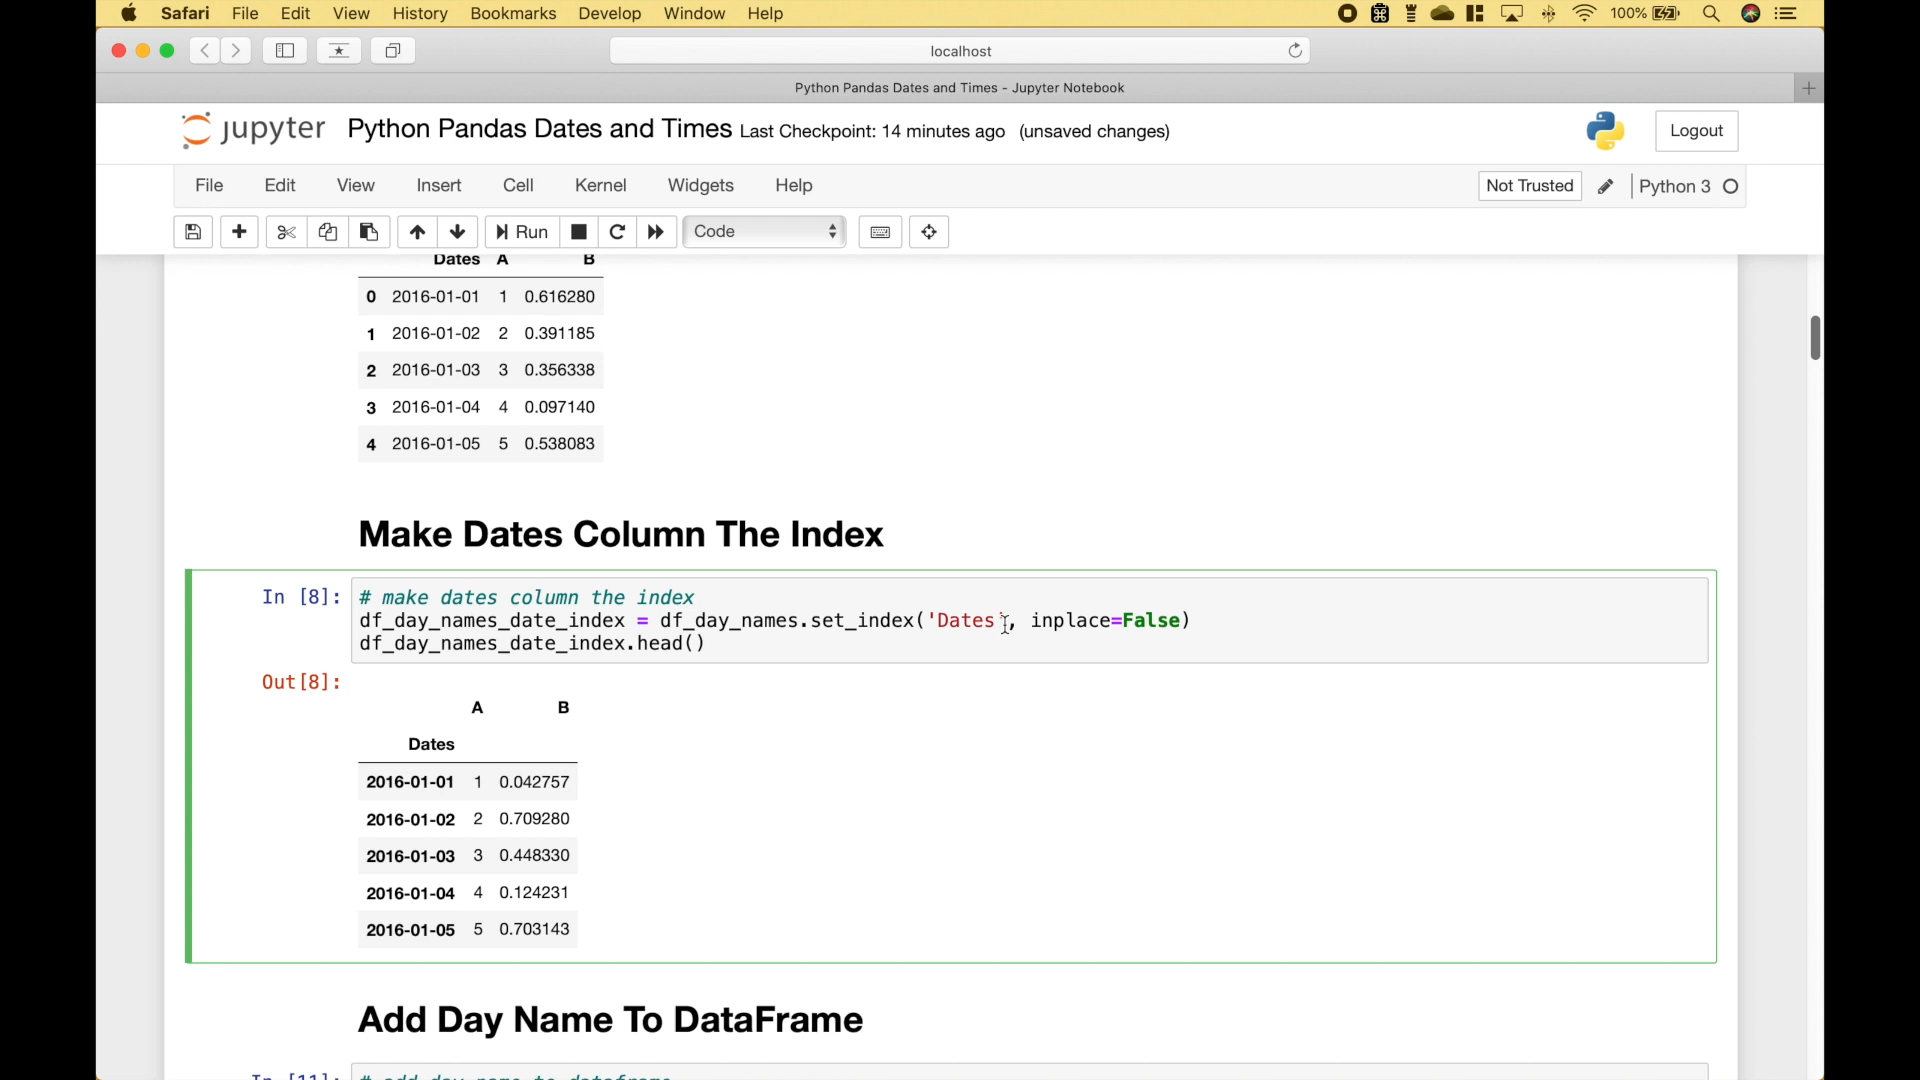 Safari File Edit View History Bookmarks Develop Window Help 100%
localhost
Python Pandas Dates and Times - Jupyter Notebook
jupyter Python Pandas Dates and Times Last Checkpoint: 14 minutes ago (unsaved changes) Logout
File Edit View Insert Cell Kernel Widgets Help Not Trusted Python 3
Run Code
Dates A B
0 2016-01-01 1 0.616280
1 2016-01-02 2 0.391185
2 2016-01-03 3 0.356338
3 2016-01-04 4 0.097140
4 2016-01-05 5 0.538083
Make Dates Column The Index
In [8]: # make dates column the index
df_day_names_date_index = df_day_names.set_index('Dates', inplace=False)
df_day_names_date_index.head()
Out[8]:
A B
Dates
2016-01-01 1 0.042757
2016-01-02 2 0.709280
2016-01-03 3 0.448330
2016-01-04 4 0.124231
2016-01-05 5 0.703143
Add Day Name To DataFrame
In [11]: # add day name to dataframe